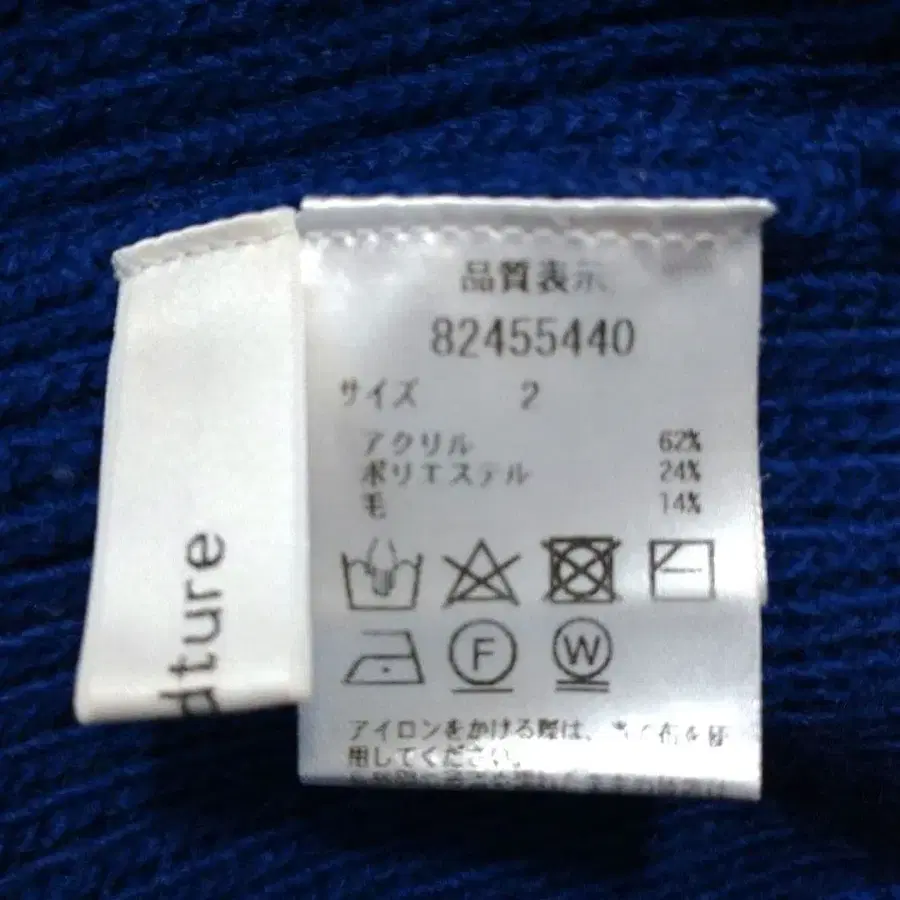 品質表示
82455440
サイズ 2
アクリル 62%
ポリエステル 24%
毛 14%
F W
アイロンをかける際は、
用してください。
dture